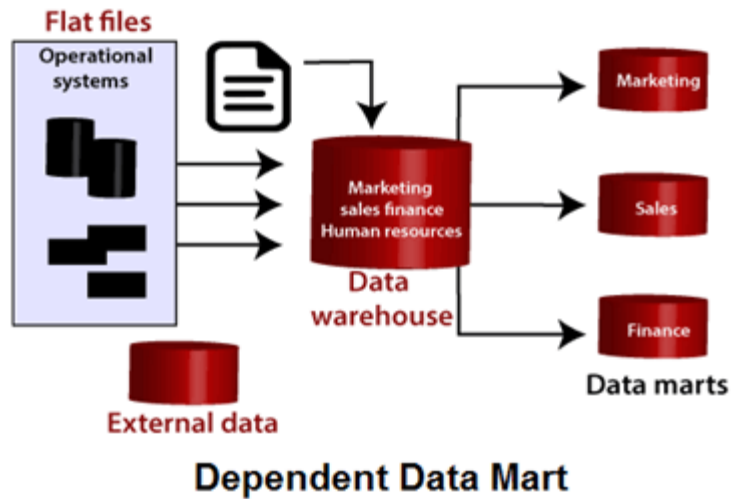 Flat files
Operational
systems
Marketing
sales finance
Human resources
Data
warehouse
Marketing
Sales
Finance
Data marts
External data
Dependent Data Mart